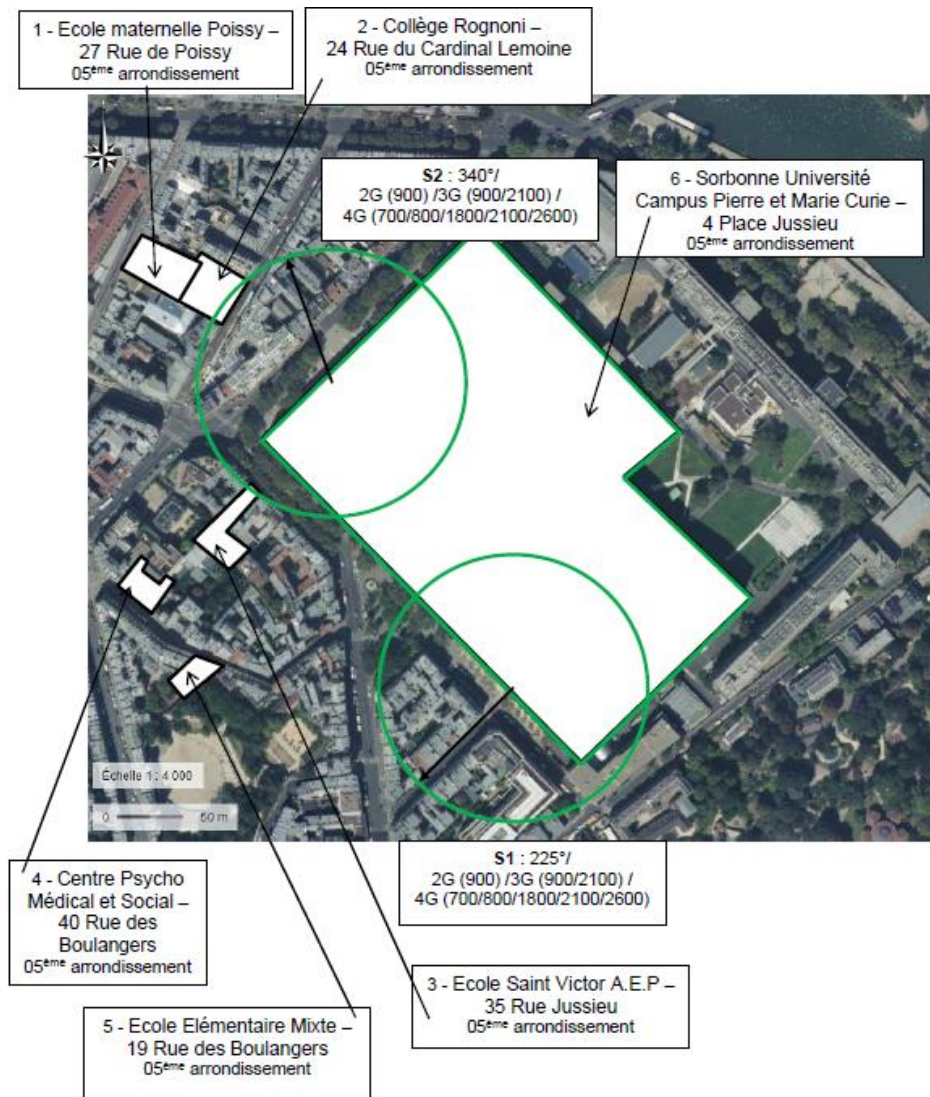 1 - Ecole maternelle Poissy –
27 Rue de Poissy
05ème arrondissement
2 - Collège Rognoni –
24 Rue du Cardinal Lemoine
05ème arrondissement
S2 : 340°/
2G (900) /3G (900/2100) /
4G (700/800/1800/2100/2600)
6 - Sorbonne Université
Campus Pierre et Marie Curie –
4 Place Jussieu
05ème arrondissement
Échelle 1 : 4 000
0 50 m
S1 : 225°/
2G (900) /3G (900/2100) /
4G (700/800/1800/2100/2600)
4 - Centre Psycho
Médical et Social –
40 Rue des
Boulangers
05ème arrondissement
3 - Ecole Saint Victor A.E.P –
35 Rue Jussieu
05ème arrondissement
5 - Ecole Elémentaire Mixte –
19 Rue des Boulangers
05ème arrondissement